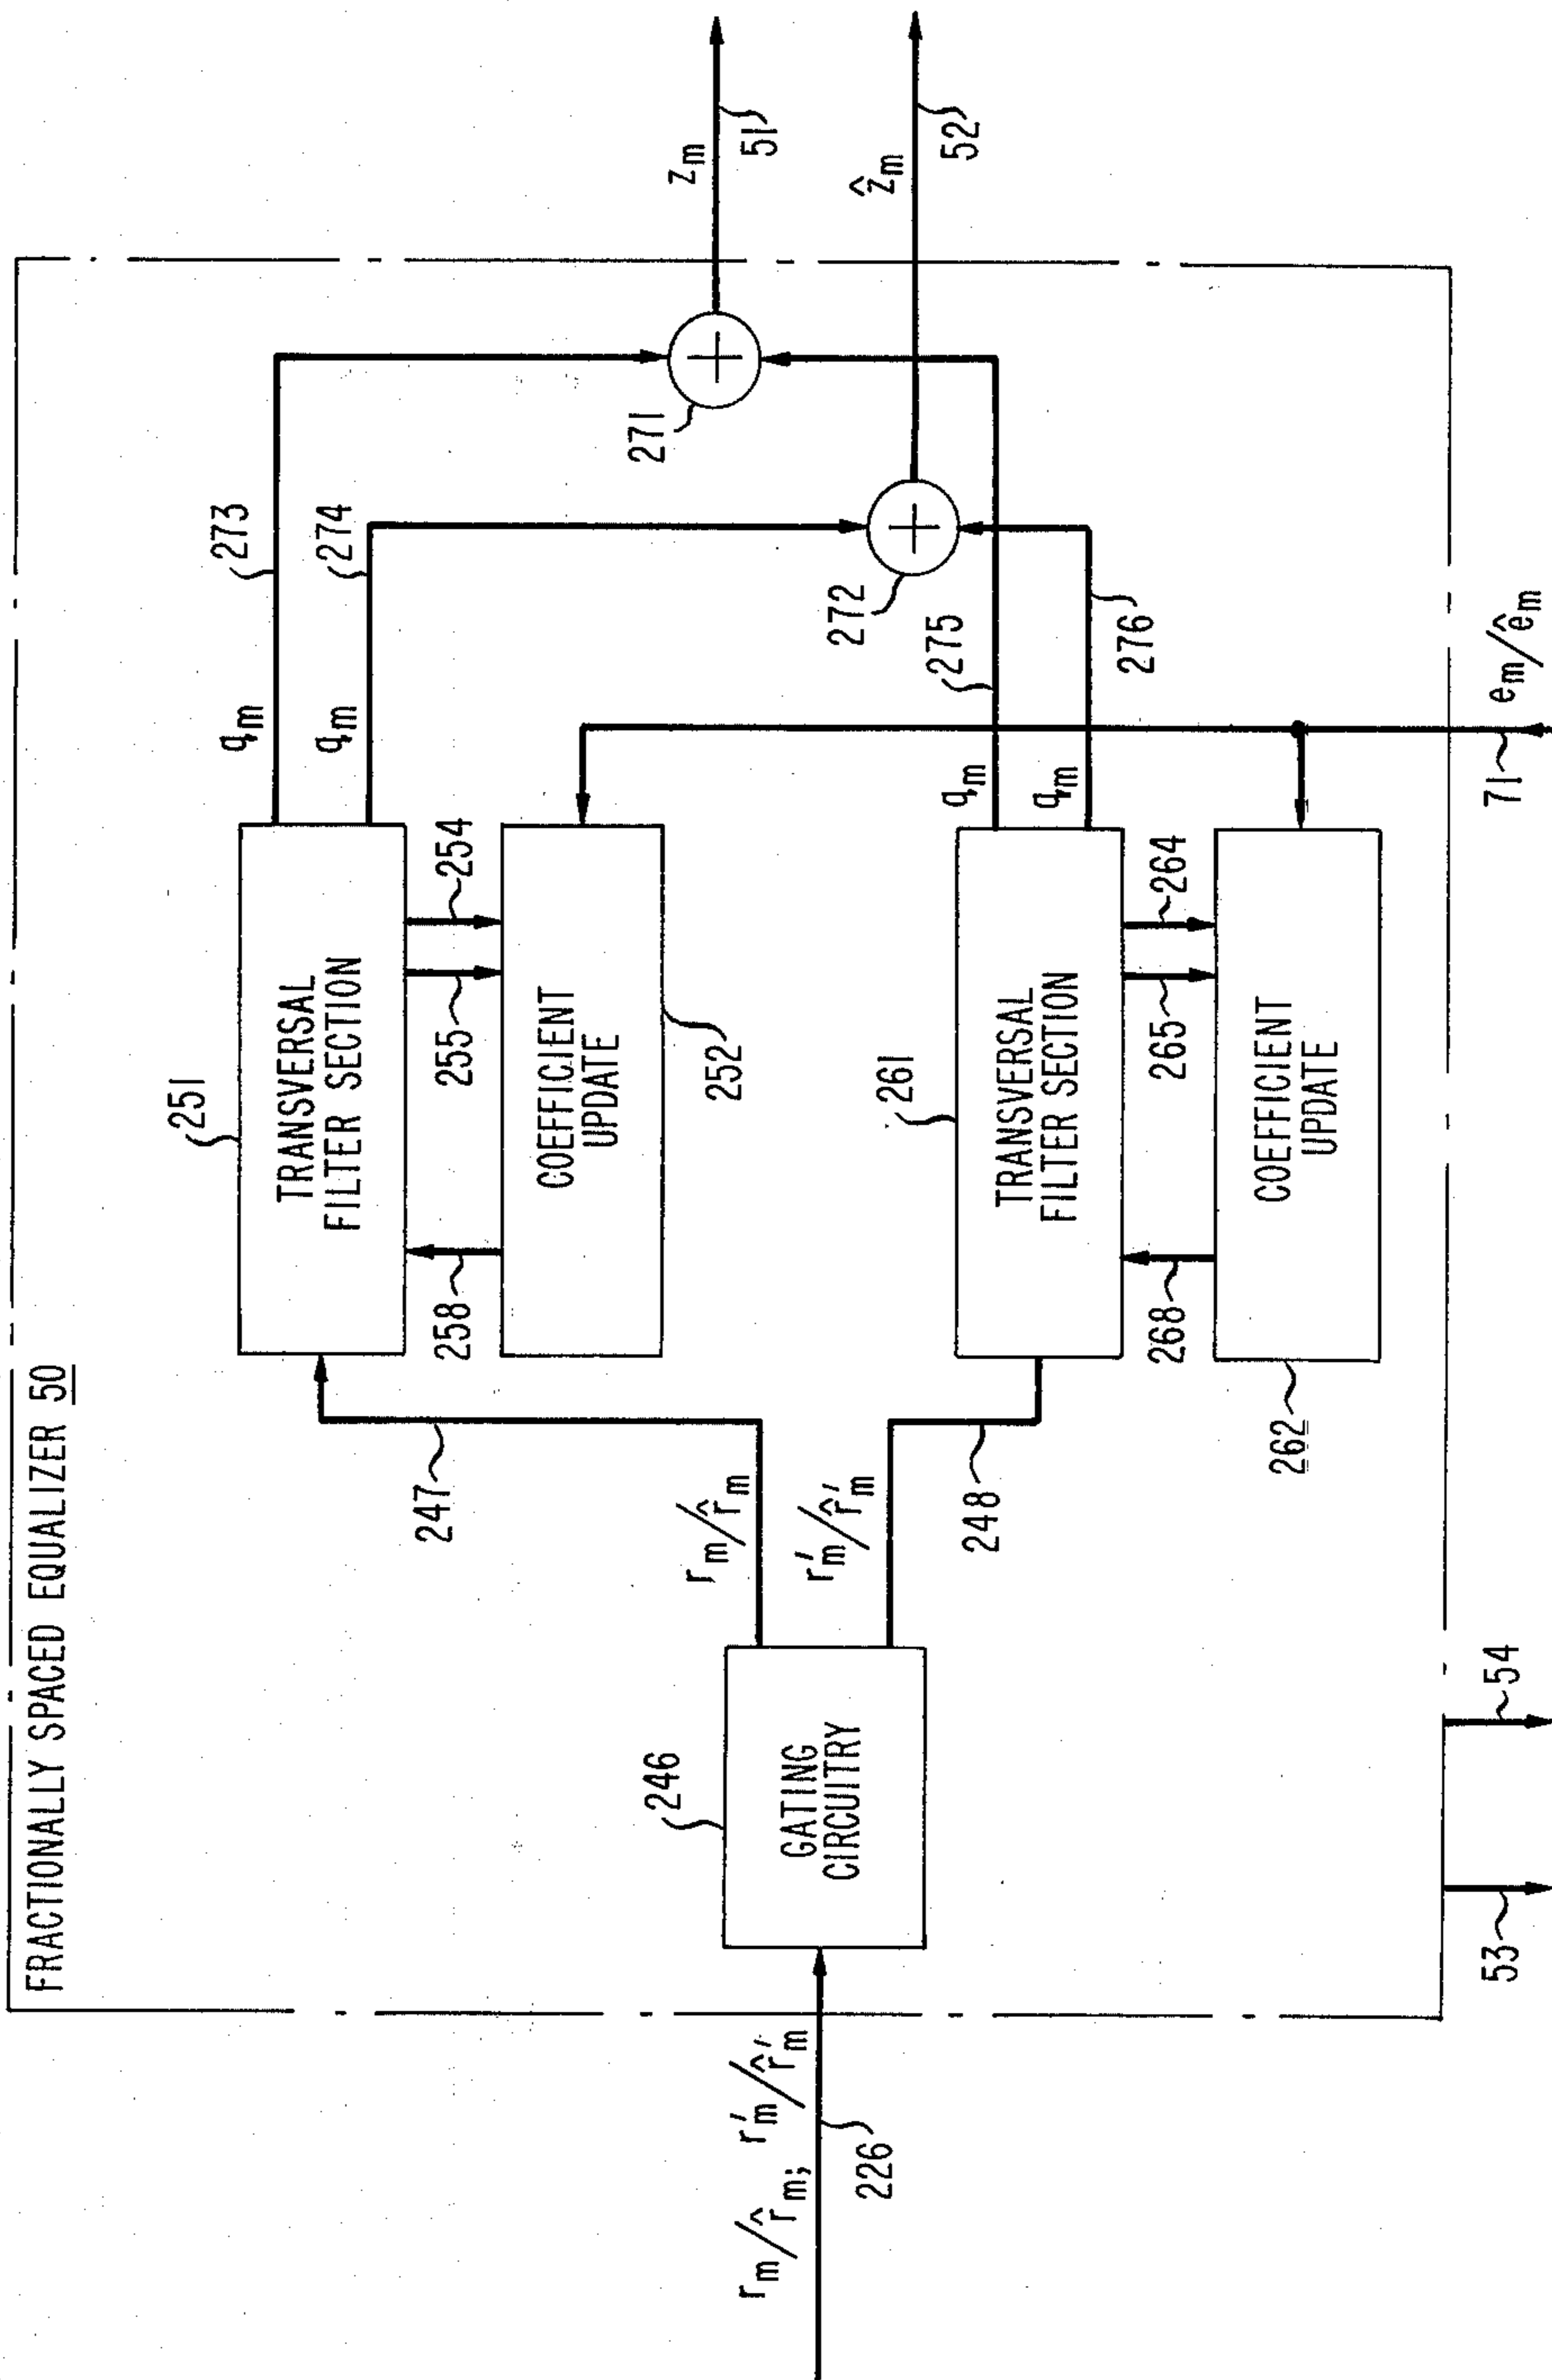 FRACTIONALLY SPACED EQUALIZER 50
r_m/r̂_m; r'_m/r̂'_m
226
246
GATING
CIRCUITRY
r_m/r̂_m
247
r'_m/r̂'_m
248
251
TRANSVERSAL
FILTER SECTION
258
255
254
COEFFICIENT
UPDATE
252
261
TRANSVERSAL
FILTER SECTION
268
265
264
COEFFICIENT
UPDATE
262
q_m
273
q_m
274
q_m
275
q_m
276
271
272
z_m
51
ẑ_m
52
71
e_m/ê_m
53
54